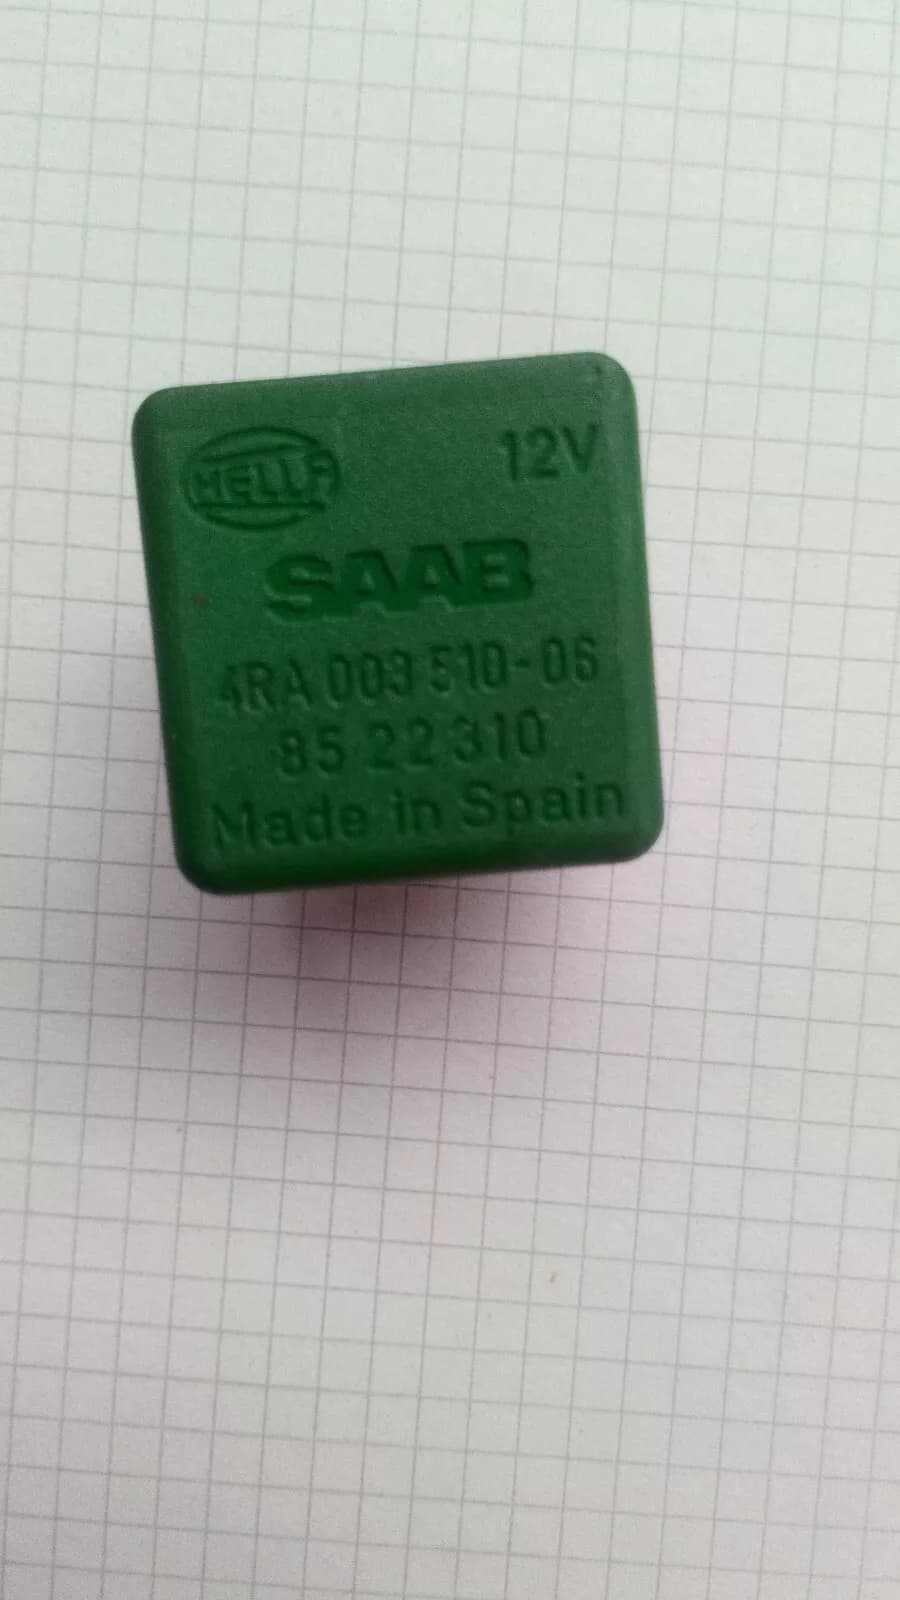 HELLA
12V
SAAB
4RA 003 510-06
85 22 310
Made in Spain